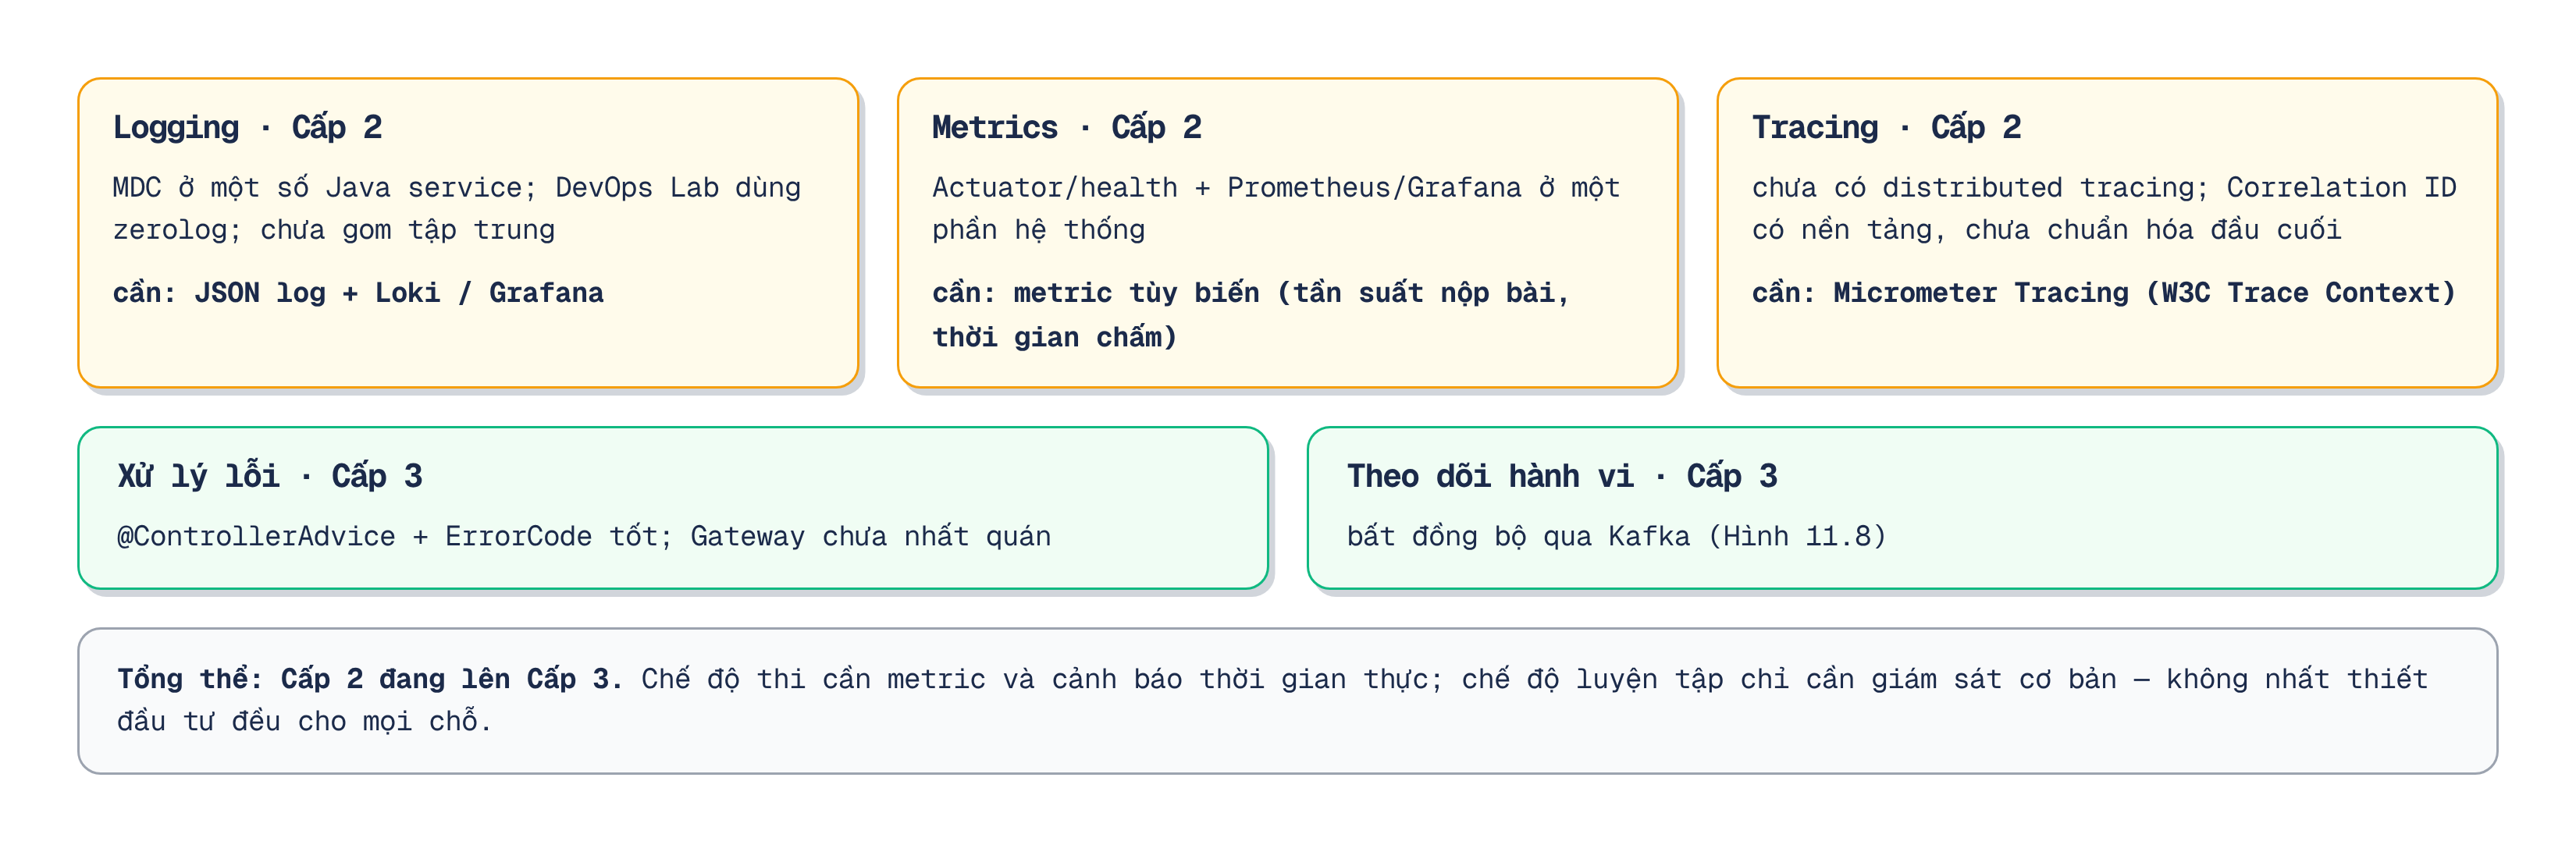 Logging · Cấp 2
MDC ở một số Java service; DevOps Lab dùng
zerolog; chưa gom tập trung
cần: JSON log + Loki / Grafana
Metrics · Cấp 2
Actuator/health + Prometheus/Grafana ở một
phần hệ thống
cần: metric tùy biến (tần suất nộp bài,
thời gian chấm)
Tracing · Cấp 2
chưa có distributed tracing; Correlation ID
có nền tảng, chưa chuẩn hóa đầu cuối
cần: Micrometer Tracing (W3C Trace Context)
Xử lý lỗi · Cấp 3
@ControllerAdvice + ErrorCode tốt; Gateway chưa nhất quán
Theo dõi hành vi · Cấp 3
bất đồng bộ qua Kafka (Hình 11.8)
Tổng thể: Cấp 2 đang lên Cấp 3. Chế độ thi cần metric và cảnh báo thời gian thực; chế độ luyện tập chỉ cần giám sát cơ bản — không nhất thiết
đầu tư đều cho mọi chỗ.